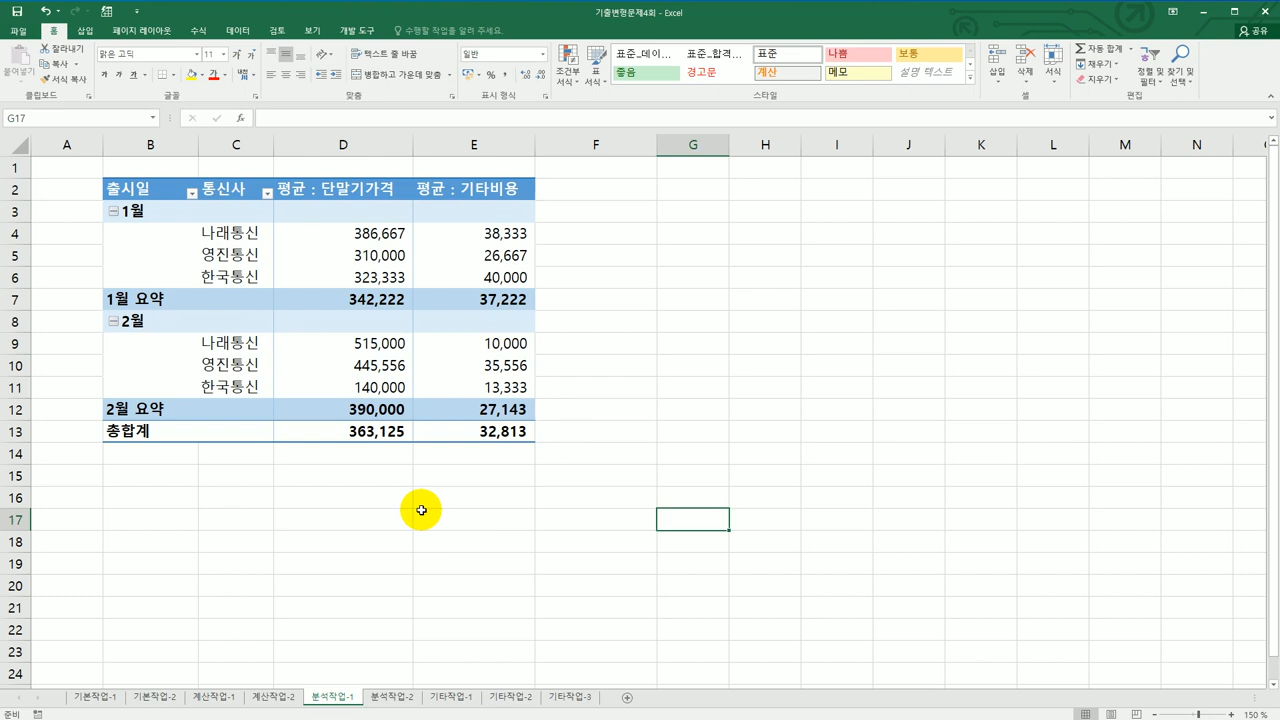 기출변형문제4회 - Excel
파일 홈 삽입 페이지 레이아웃 수식 데이터 검토 보기 개발 도구 수행할 작업을 알려 주세요. 공유
붙여넣기
잘라내기
복사
서식 복사
클립보드
맑은 고딕 11
가 가
가 가 가
글꼴
텍스트 줄 바꿈
병합하고 가운데 맞춤
맞춤
일반
표시 형식
조건부 서식
표 서식
표준_데이... 표준_합격... 표준 나쁨 보통
좋음 경고문 계산 메모 설명 텍스트
스타일
삽입 삭제 서식
셀
자동 합계
채우기
지우기
정렬 및 필터
찾기 및 선택
편집
G17 fx
A B C D E F G H I J K L M N
1
2 출시일 통신사 평균 : 단말기가격 평균 : 기타비용
3 1월
4 나래통신 386,667 38,333
5 영진통신 310,000 26,667
6 한국통신 323,333 40,000
7 1월 요약 342,222 37,222
8 2월
9 나래통신 515,000 10,000
10 영진통신 445,556 35,556
11 한국통신 140,000 13,333
12 2월 요약 390,000 27,143
13 총합계 363,125 32,813
14
15
16
17
18
19
20
21
22
23
24
기본작업-1 기본작업-2 계산작업-1 계산작업-2 분석작업-1 분석작업-2 기타작업-1 기타작업-2 기타작업-3
준비 150 %